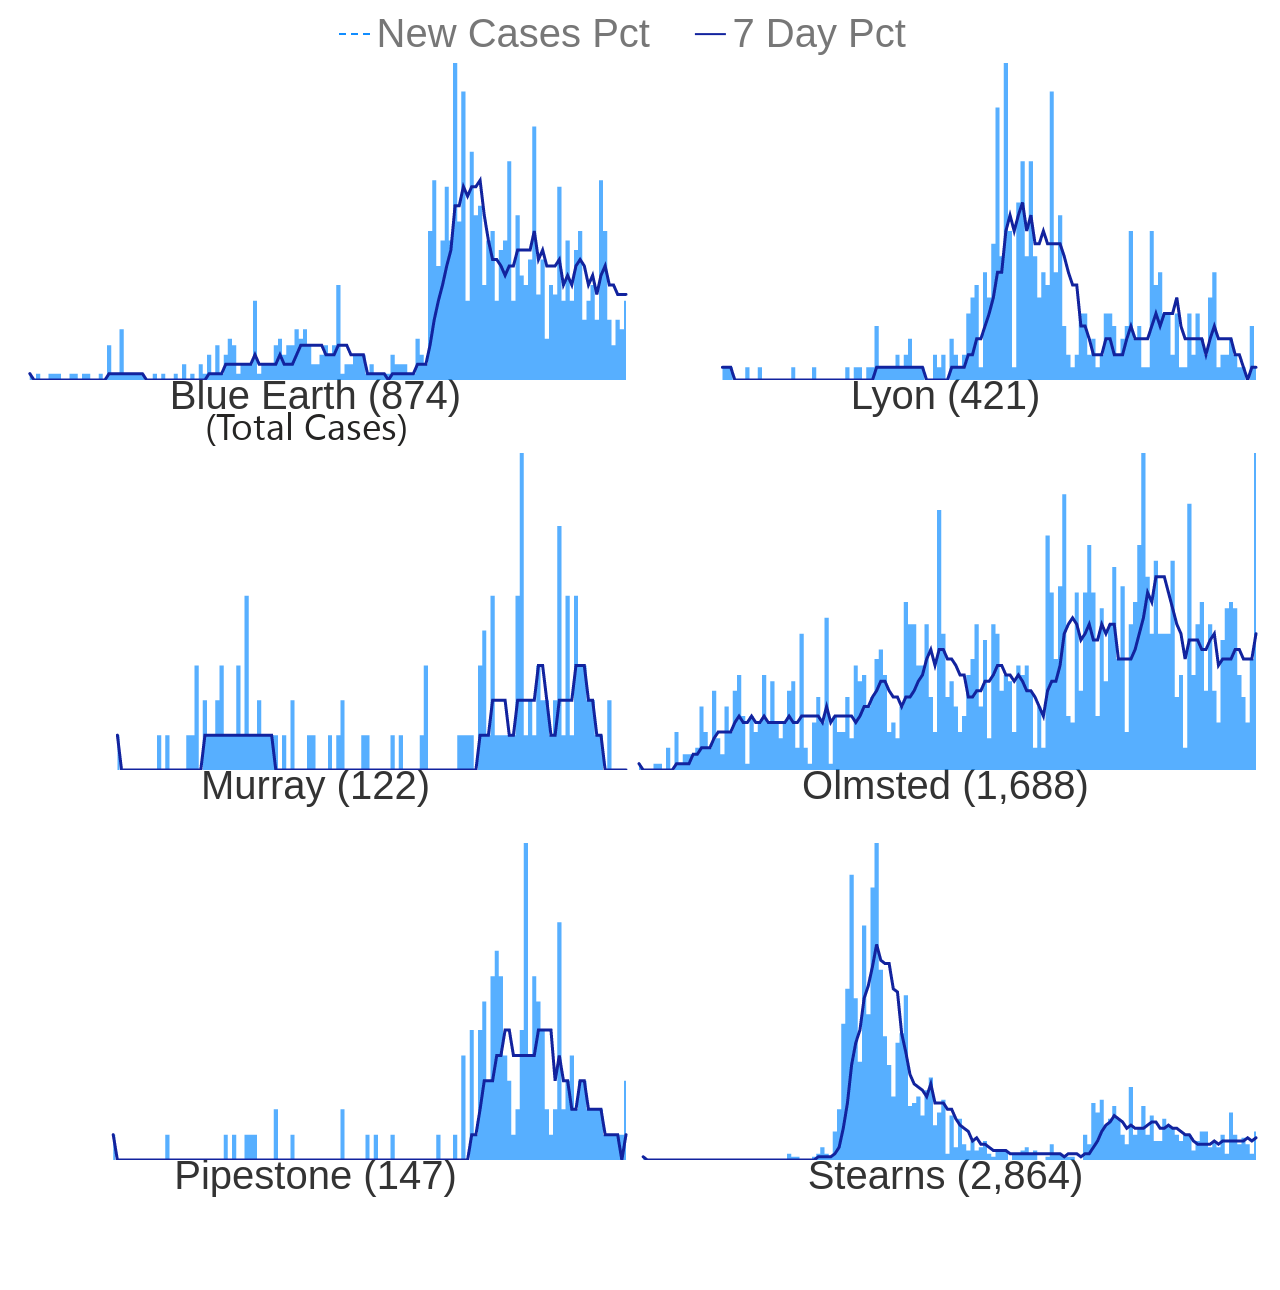 New Cases Pct 7 Day Pct
Blue Earth (874) Lyon (421)
(Total Cases)
Murray (122) Olmsted (1,688)
Pipestone (147) Stearns (2,864)